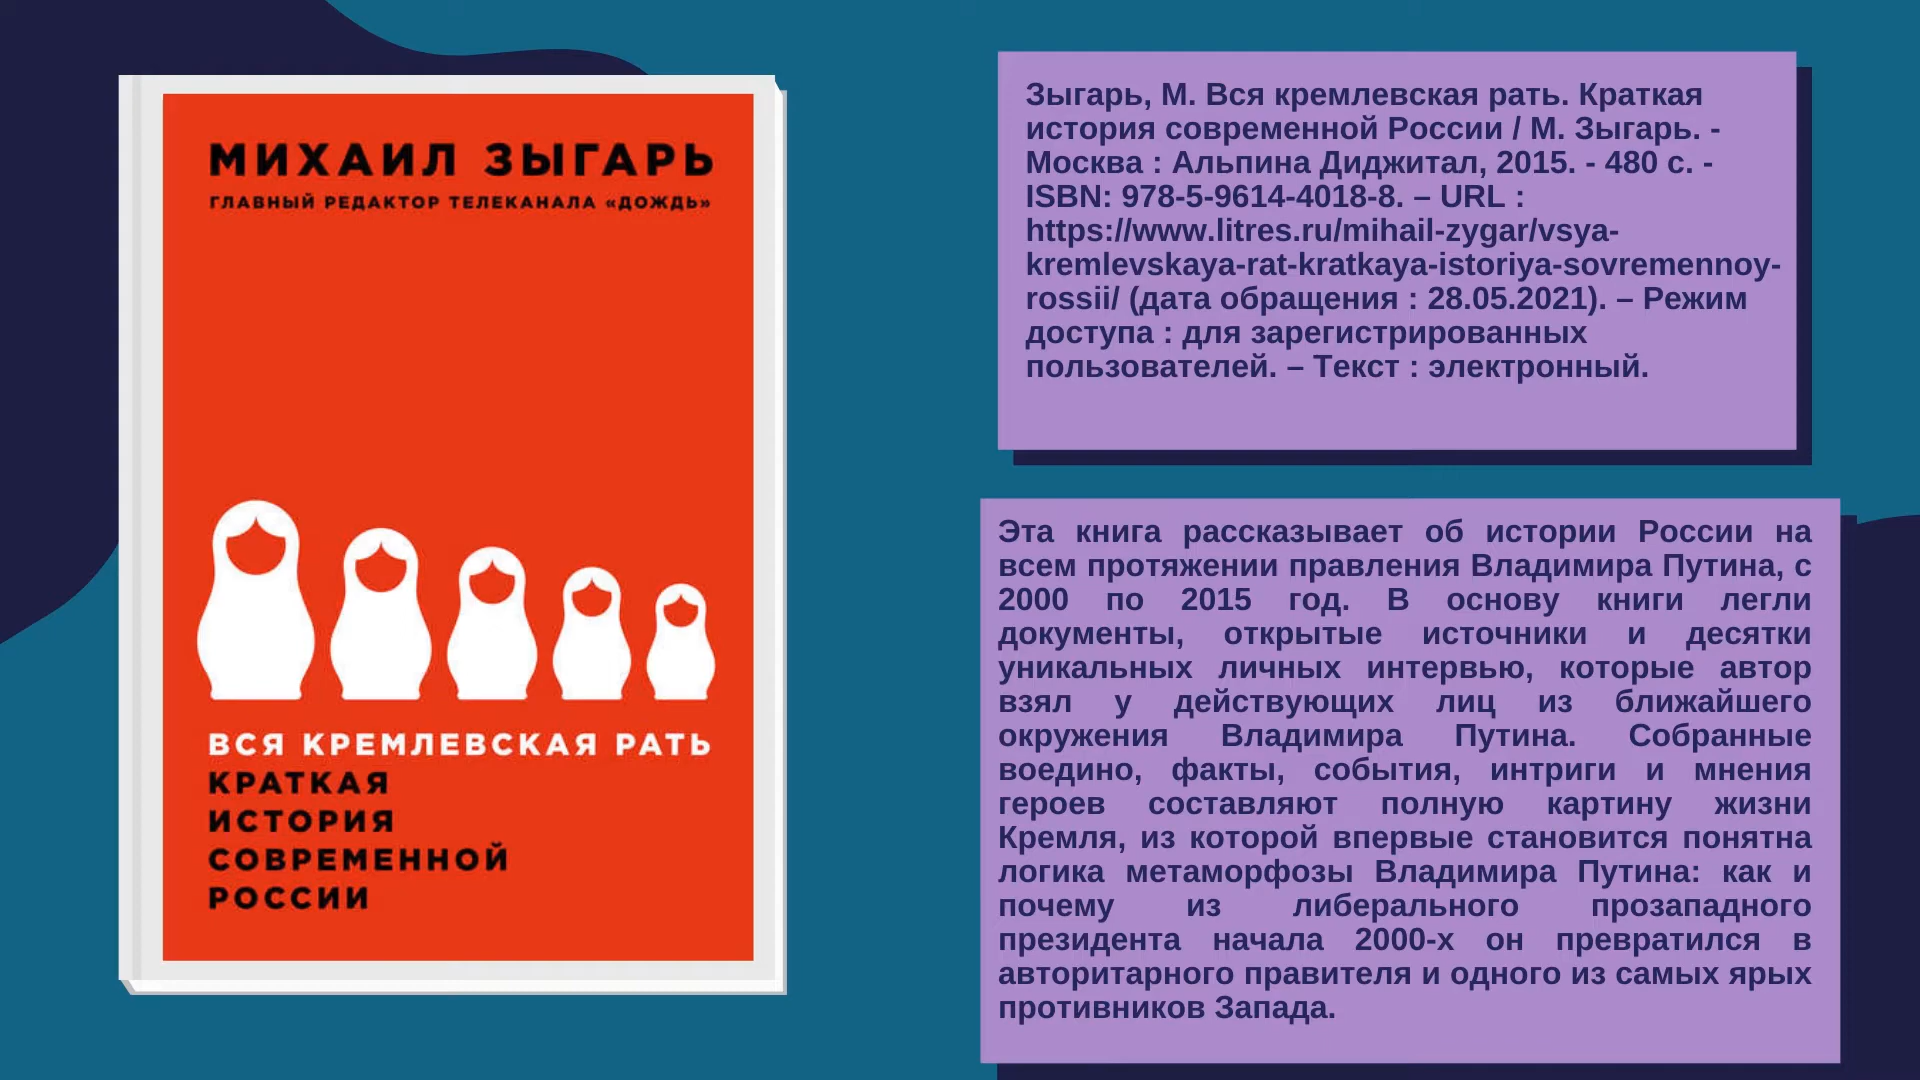 МИХАИЛ ЗЫГАРЬ
ГЛАВНЫЙ РЕДАКТОР ТЕЛЕКАНАЛА «ДОЖДЬ»
ВСЯ КРЕМЛЕВСКАЯ РАТЬ
КРАТКАЯ
ИСТОРИЯ
СОВРЕМЕННОЙ
РОССИИ
Зыгарь, М. Вся кремлевская рать. Краткая
история современной России / М. Зыгарь. -
Москва : Альпина Диджитал, 2015. - 480 с. -
ISBN: 978-5-9614-4018-8. – URL :
https://www.litres.ru/mihail-zygar/vsya-
kremlevskaya-rat-kratkaya-istoriya-sovremennoy-
rossii/ (дата обращения : 28.05.2021). – Режим
доступа : для зарегистрированных
пользователей. – Текст : электронный.
Эта книга рассказывает об истории России на
всем протяжении правления Владимира Путина, с
2000 по 2015 год. В основу книги легли
документы, открытые источники и десятки
уникальных личных интервью, которые автор
взял у действующих лиц из ближайшего
окружения Владимира Путина. Собранные
воедино, факты, события, интриги и мнения
героев составляют полную картину жизни
Кремля, из которой впервые становится понятна
логика метаморфозы Владимира Путина: как и
почему из либерального прозападного
президента начала 2000-х он превратился в
авторитарного правителя и одного из самых ярых
противников Запада.